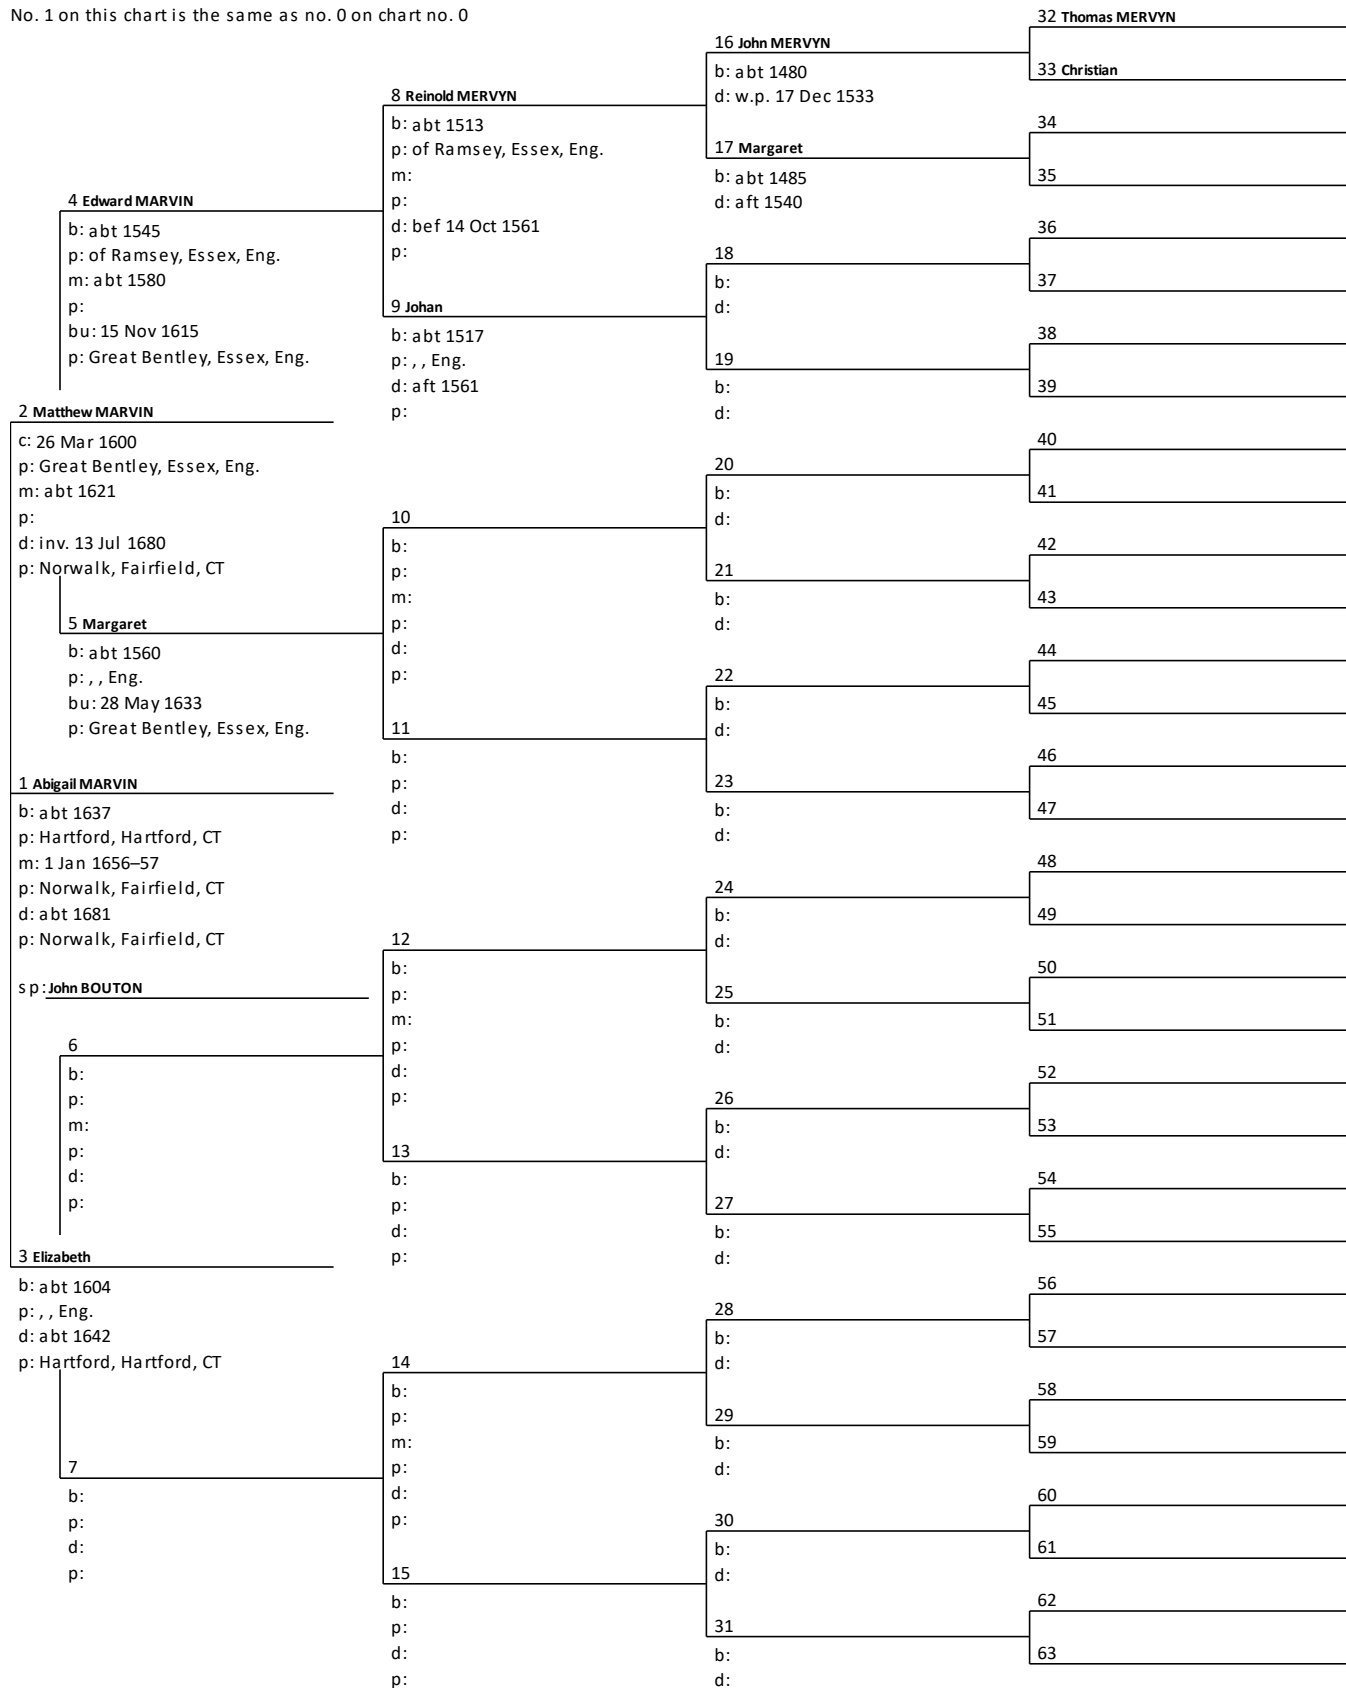 No. 1 on this chart is the same as no. 0 on chart no. 0
2 Matthew MARVIN
c: 26 Mar 1600
p: Great Bentley, Essex, Eng.
m: abt 1621
p:
d: inv. 13 Jul 1680
p: Norwalk, Fairfield, CT
1 Abigail MARVIN
b: abt 1637
p: Hartford, Hartford, CT
m: 1 Jan 1656–57
p: Norwalk, Fairfield, CT
d: abt 1681
p: Norwalk, Fairfield, CT
sp: John BOUTON
3 Elizabeth
b: abt 1604
p: , , Eng.
d: abt 1642
p: Hartford, Hartford, CT
4 Edward MARVIN
b: abt 1545
p: of Ramsey, Essex, Eng.
m: abt 1580
p:
bu: 15 Nov 1615
p: Great Bentley, Essex, Eng.
5 Margaret
b: abt 1560
p: , , Eng.
bu: 28 May 1633
p: Great Bentley, Essex, Eng.
6
b:
p:
m:
p:
d:
p:
7
b:
p:
d:
p:
8 Reinold MERVYN
b: abt 1513
p: of Ramsey, Essex, Eng.
m:
p:
d: bef 14 Oct 1561
p:
9 Johan
b: abt 1517
p: , , Eng.
d: aft 1561
p:
10
b:
p:
m:
p:
d:
p:
11
b:
p:
d:
p:
12
b:
p:
m:
p:
d:
p:
13
b:
p:
d:
p:
14
b:
p:
m:
p:
d:
p:
15
b:
p:
d:
p:
16 John MERVYN
b: abt 1480
d: w.p. 17 Dec 1533
17 Margaret
b: abt 1485
d: aft 1540
18
b:
d:
19
b:
d:
20
b:
d:
21
b:
d:
22
b:
d:
23
b:
d:
24
b:
d:
25
b:
d:
26
b:
d:
27
b:
d:
28
b:
d:
29
b:
d:
30
b:
d:
31
b:
d:
32 Thomas MERVYN
33 Christian
34
35
36
37
38
39
40
41
42
43
44
45
46
47
48
49
50
51
52
53
54
55
56
57
58
59
60
61
62
63